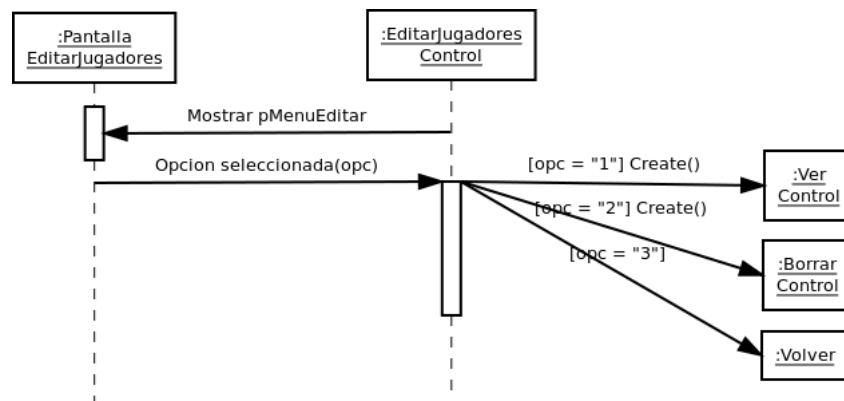 :Pantalla
EditarJugadores
:EditarJugadores
Control
Mostrar pMenuEditar
Opcion seleccionada(opc)
[opc = "1"] Create()
:Ver
Control
[opc = "2"] Create()
:Borrar
Control
[opc = "3"]
:Volver